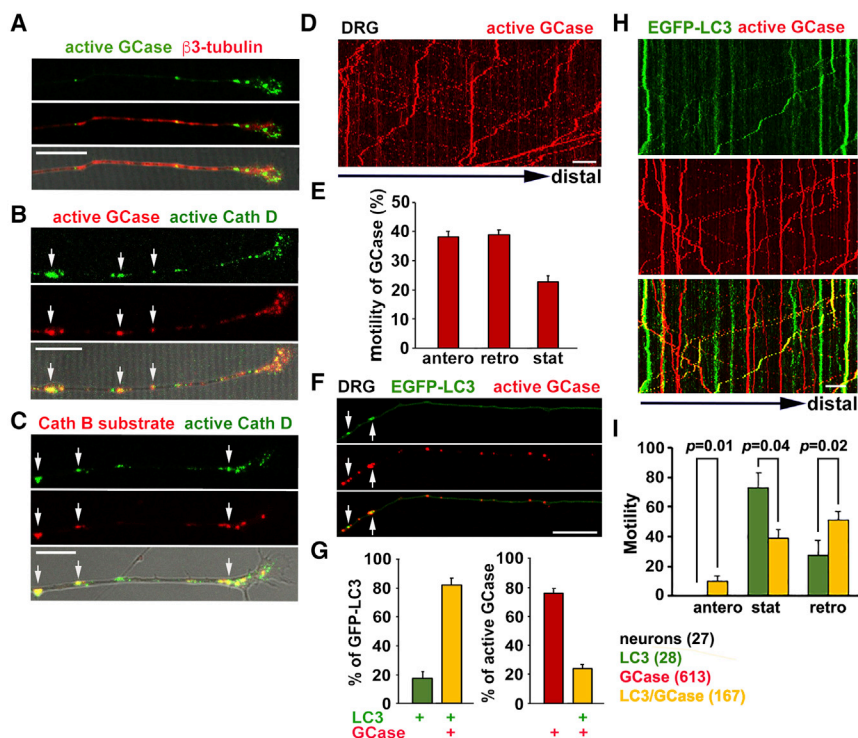 A
active GCase β3-tubulin
B
active GCase active Cath D
C
Cath B substrate active Cath D
D
DRG active GCase
distal
E
motility of GCase (%)
50
40
30
20
10
0
antero retro stat
F
DRG EGFP-LC3 active GCase
G
% of GFP-LC3
100
80
60
40
20
0
% of active GCase
100
80
60
40
20
0
LC3 + + +
GCase + + +
H
EGFP-LC3 active GCase
distal
I
p=0.01 p=0.04 p=0.02
Motility
100
80
60
40
20
0
antero stat retro
neurons (27)
LC3 (28)
GCase (613)
LC3/GCase (167)